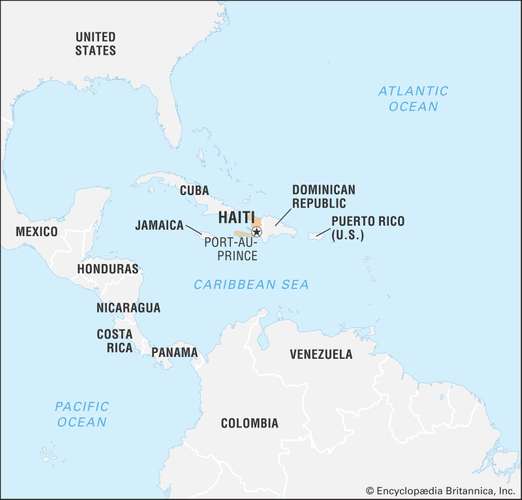 UNITED
STATES
ATLANTIC
OCEAN
CUBA
DOMINICAN
REPUBLIC
HAITI
MEXICO
JAMAICA
PUERTO RICO
(U.S.)
PORT-AU-
PRINCE
HONDURAS
CARIBBEAN SEA
NICARAGUA
COSTA
RICA
PANAMA
VENEZUELA
PACIFIC
OCEAN
COLOMBIA
© Encyclopædia Britannica, Inc.